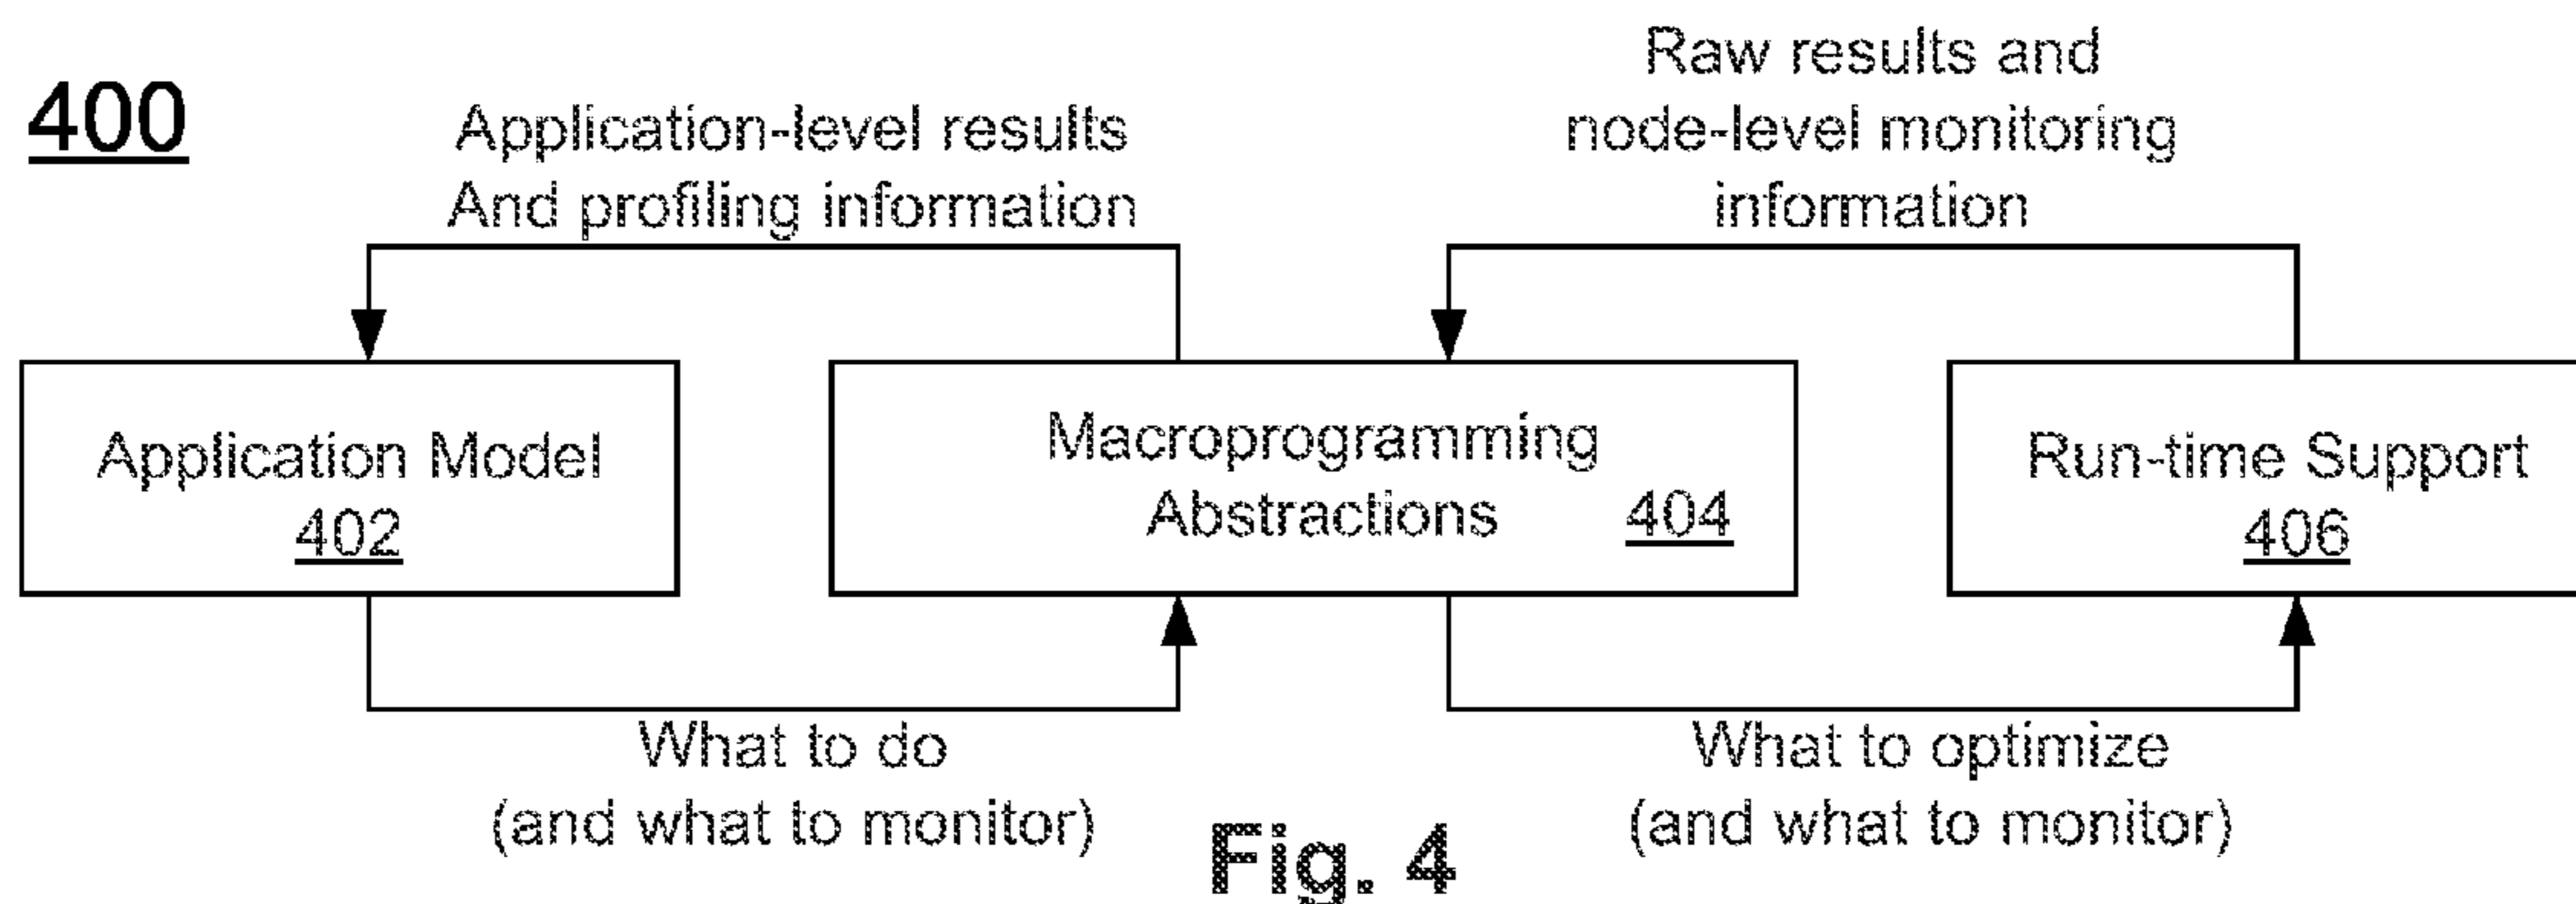 400
Application-level results
And profiling information
Raw results and
node-level monitoring
information
Application Model
402
Macroprogramming
Abstractions 404
Run-time Support
406
What to do
(and what to monitor)
What to optimize
(and what to monitor)
Fig. 4